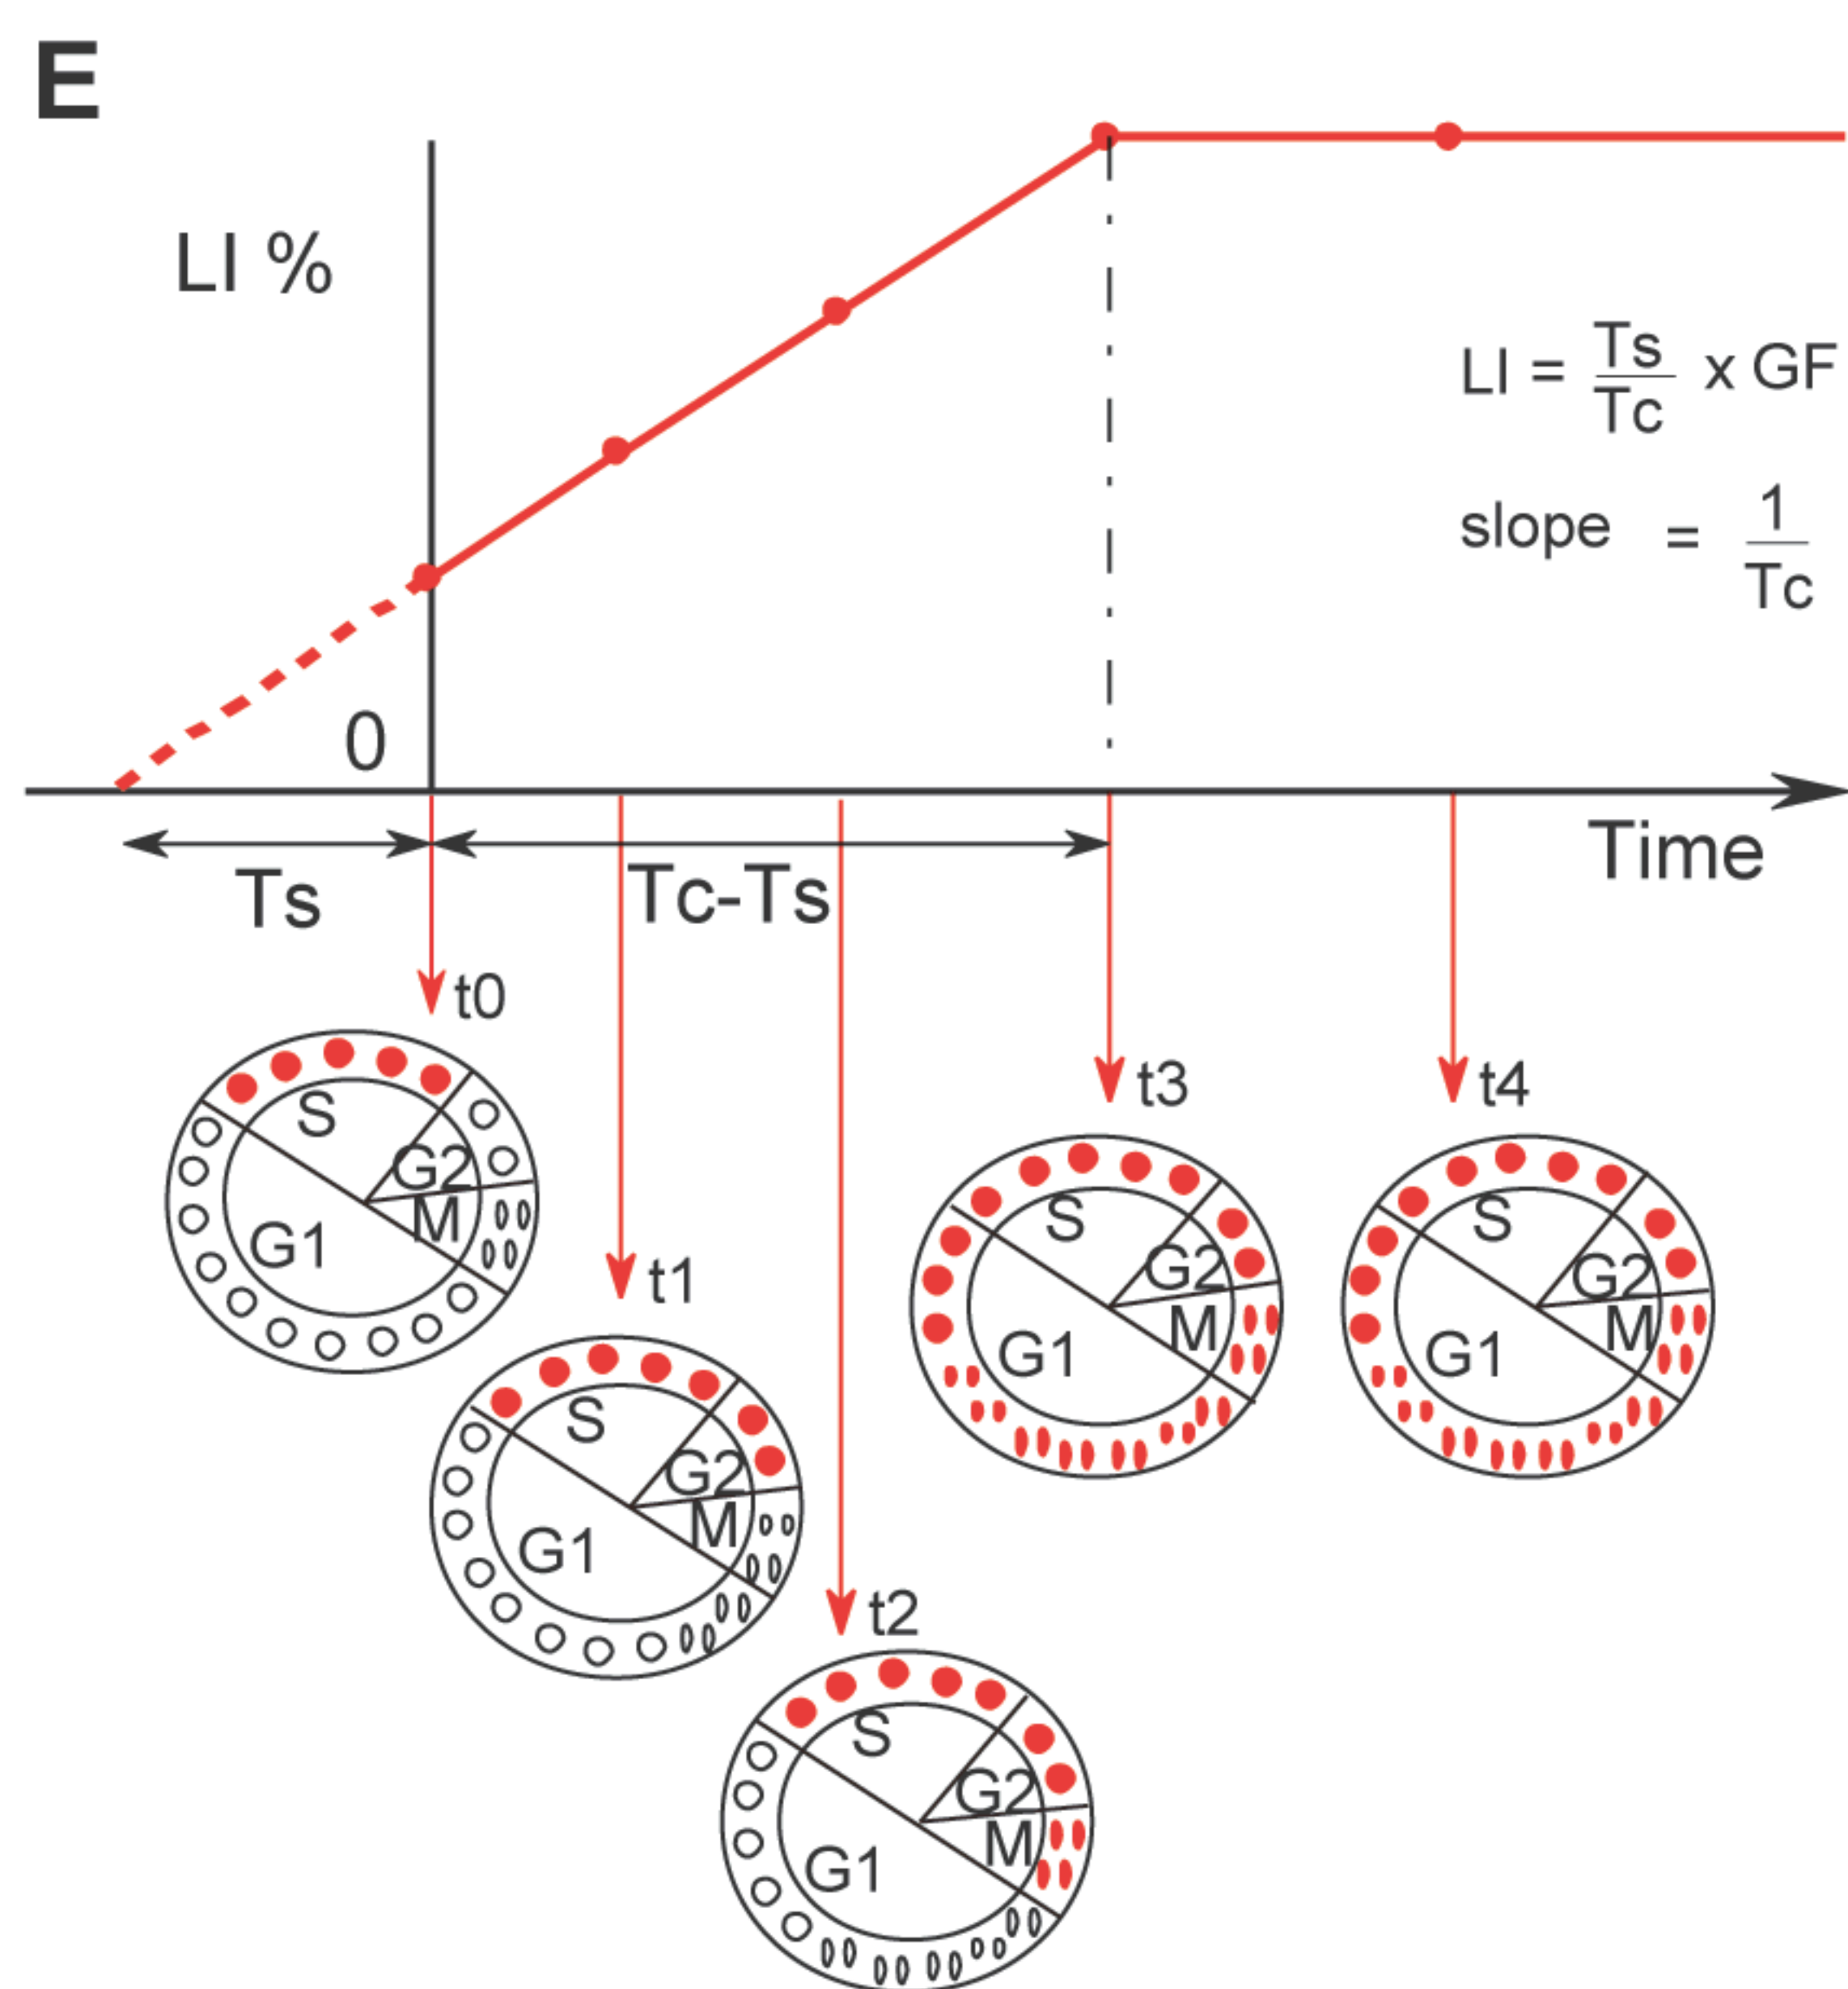 E
LI %
LI = Ts/Tc x GF
slope = 1/Tc
0
Time
Ts
Tc-Ts
t0
S
G2
M
G1
t1
S
G2
M
G1
t2
S
G2
M
G1
t3
S
G2
M
G1
t4
S
G2
M
G1